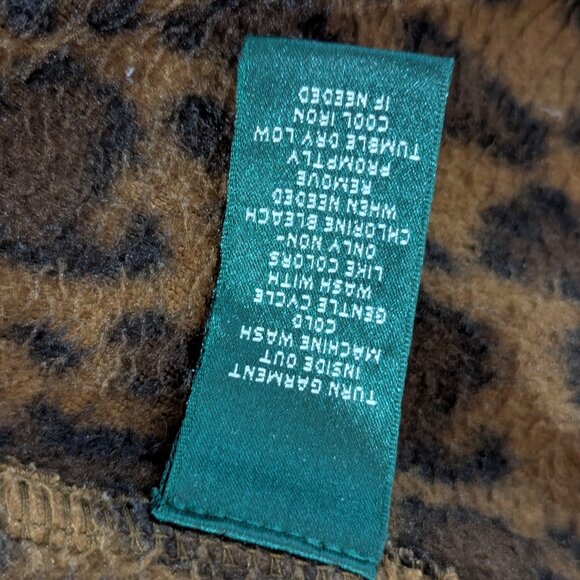 TURN GARMENT
INSIDE OUT
MACHINE WASH
COLD
GENTLE CYCLE
WASH WITH
LIKE COLORS
ONLY NON-
CHLORINE BLEACH
WHEN NEEDED
REMOVE
PROMPTLY
TUMBLE DRY LOW
COOL IRON
IF NEEDED